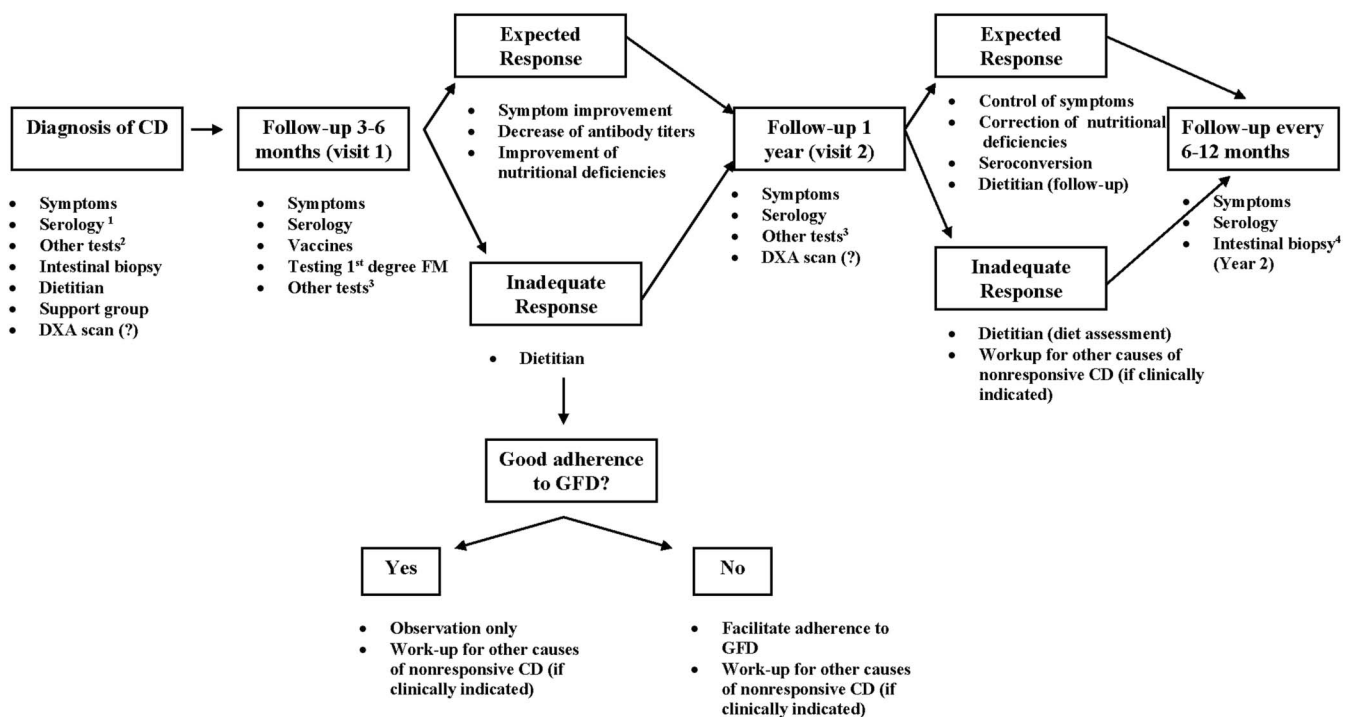 Diagnosis of CD
• Symptoms
• Serology ¹
• Other tests²
• Intestinal biopsy
• Dietitian
• Support group
• DXA scan (?)
Follow-up 3-6
months (visit 1)
• Symptoms
• Serology
• Vaccines
• Testing 1st degree FM
• Other tests³
Expected
Response
• Symptom improvement
• Decrease of antibody titers
• Improvement of
nutritional deficiencies
Inadequate
Response
• Dietitian
Good adherence
to GFD?
Yes
• Observation only
• Work-up for other causes
of nonresponsive CD (if
clinically indicated)
No
• Facilitate adherence to
GFD
• Work-up for other causes
of nonresponsive CD (if
clinically indicated)
Follow-up 1
year (visit 2)
• Symptoms
• Serology
• Other tests³
• DXA scan (?)
Expected
Response
• Control of symptoms
• Correction of nutritional
deficiencies
• Seroconversion
• Dietitian (follow-up)
Inadequate
Response
• Dietitian (diet assessment)
• Workup for other causes of
nonresponsive CD (if clinically
indicated)
Follow-up every
6-12 months
• Symptoms
• Serology
• Intestinal biopsy⁴
(Year 2)